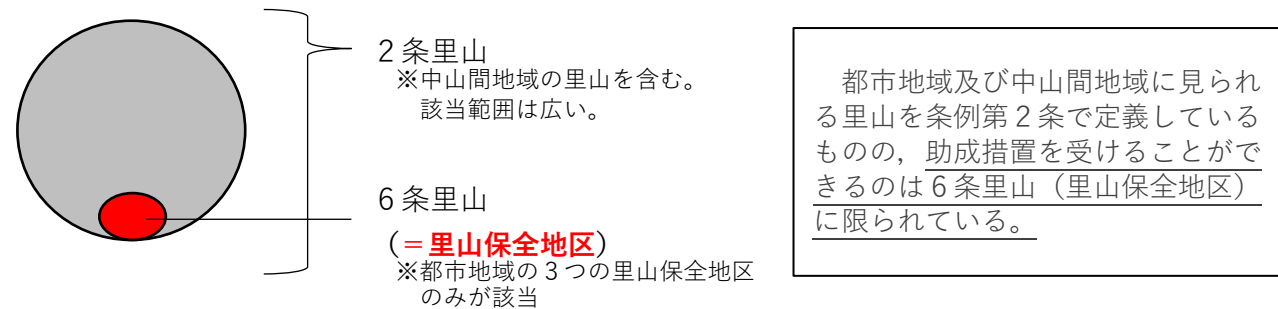 ２条里山
※中山間地域の里山を含む。
該当範囲は広い。
６条里山
（＝里山保全地区）
※都市地域の３つの里山保全地区
のみが該当
都市地域及び中山間地域に見られ
る里山を条例第２条で定義している
ものの，助成措置を受けることがで
きるのは６条里山（里山保全地区）
に限られている。